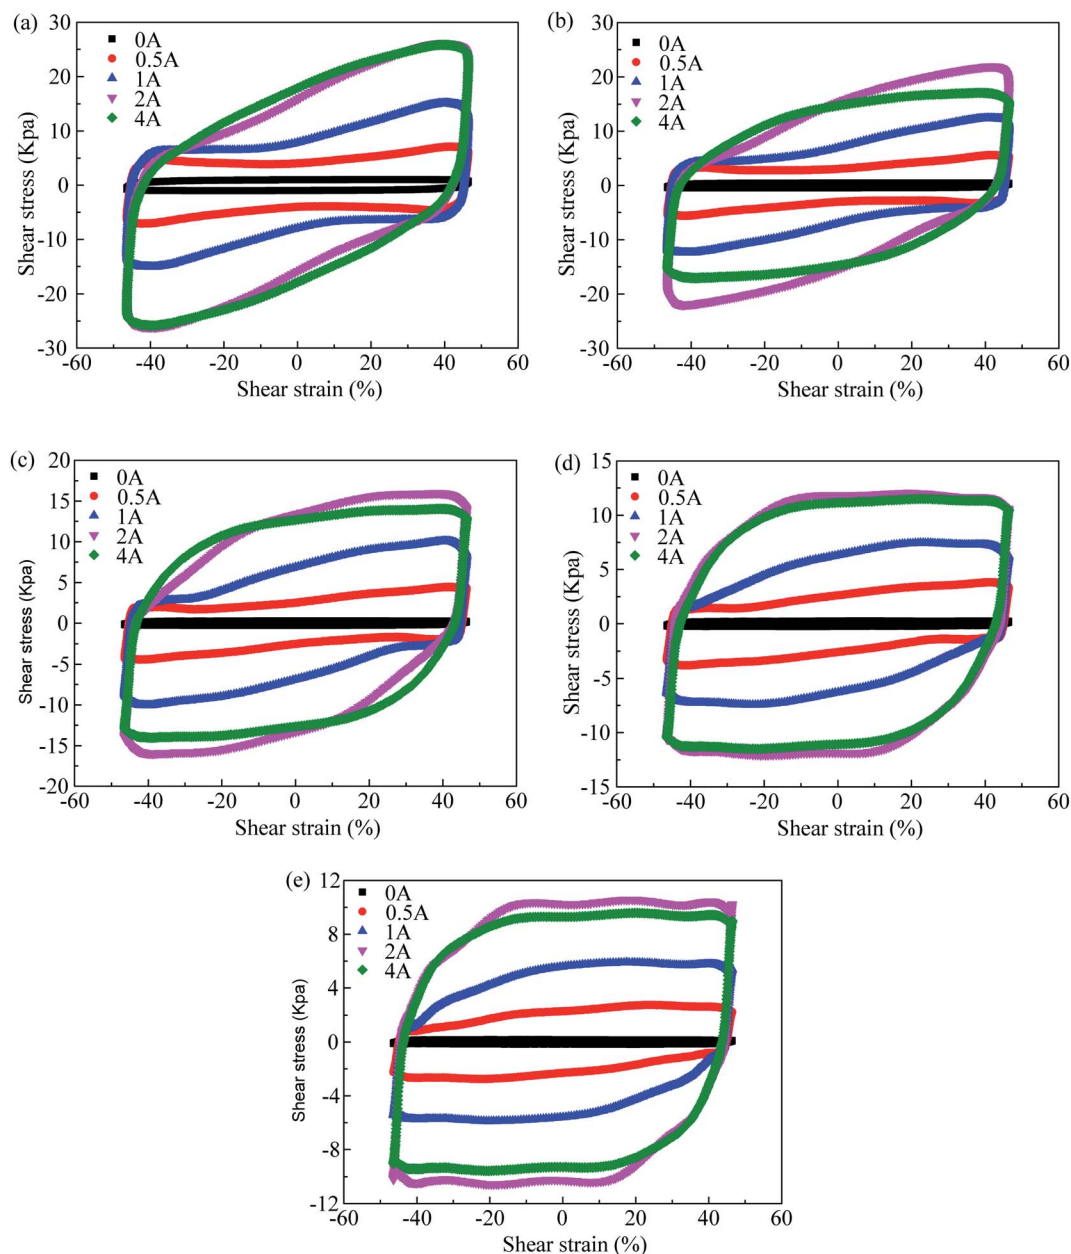 (a)
30
20
10
0
-10
-20
-30
Shear stress (Kpa)
0A
0.5A
1A
2A
4A
-60 -40 -20 0 20 40 60
Shear strain (%)
(b)
30
20
10
0
-10
-20
-30
Shear stress (Kpa)
0A
0.5A
1A
2A
4A
-60 -40 -20 0 20 40 60
Shear strain (%)
(c)
20
15
10
5
0
-5
-10
-15
-20
Shear stress (Kpa)
0A
0.5A
1A
2A
4A
-60 -40 -20 0 20 40 60
Shear strain (%)
(d)
15
10
5
0
-5
-10
-15
Shear stress (Kpa)
0A
0.5A
1A
2A
4A
-60 -40 -20 0 20 40 60
Shear strain (%)
(e)
12
8
4
0
-4
-8
-12
Shear stress (Kpa)
0A
0.5A
1A
2A
4A
-60 -40 -20 0 20 40 60
Shear strain (%)